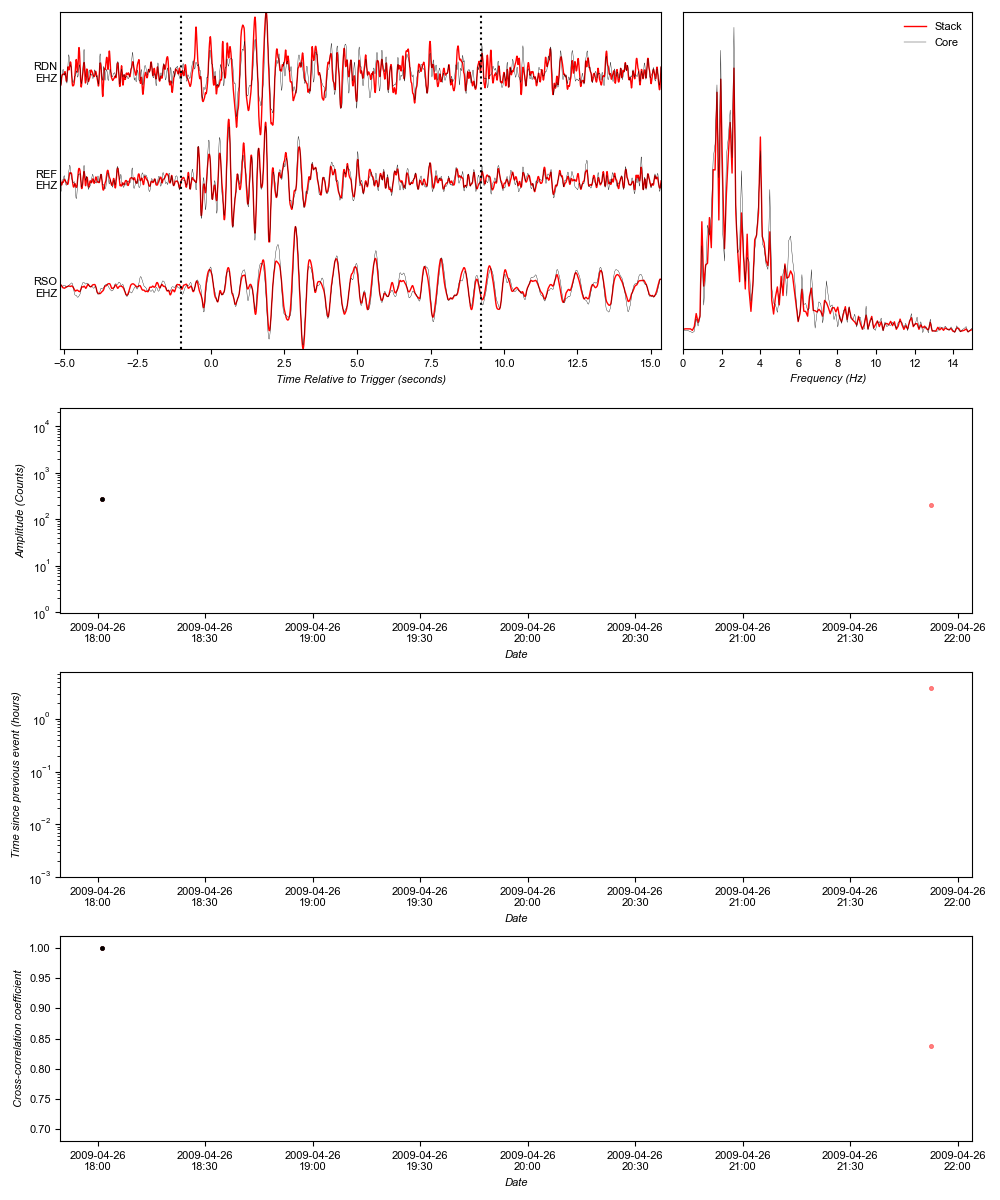 RDN
EHZ
REF
EHZ
RSO
EHZ
−5.0 −2.5 0.0 2.5 5.0 7.5 10.0 12.5 15.0
Time Relative to Trigger (seconds)
Stack
Core
0 2 4 6 8 10 12 14
Frequency (Hz)
10⁴
10³
10²
10¹
10⁰
Amplitude (Counts)
2009-04-26 2009-04-26 2009-04-26 2009-04-26 2009-04-26 2009-04-26 2009-04-26 2009-04-26 2009-04-26
18:00 18:30 19:00 19:30 20:00 20:30 21:00 21:30 22:00
Date
10⁰
10⁻¹
10⁻²
10⁻³
Time since previous event (hours)
2009-04-26 2009-04-26 2009-04-26 2009-04-26 2009-04-26 2009-04-26 2009-04-26 2009-04-26 2009-04-26
18:00 18:30 19:00 19:30 20:00 20:30 21:00 21:30 22:00
Date
1.00
0.95
0.90
0.85
0.80
0.75
0.70
Cross-correlation coefficient
2009-04-26 2009-04-26 2009-04-26 2009-04-26 2009-04-26 2009-04-26 2009-04-26 2009-04-26 2009-04-26
18:00 18:30 19:00 19:30 20:00 20:30 21:00 21:30 22:00
Date